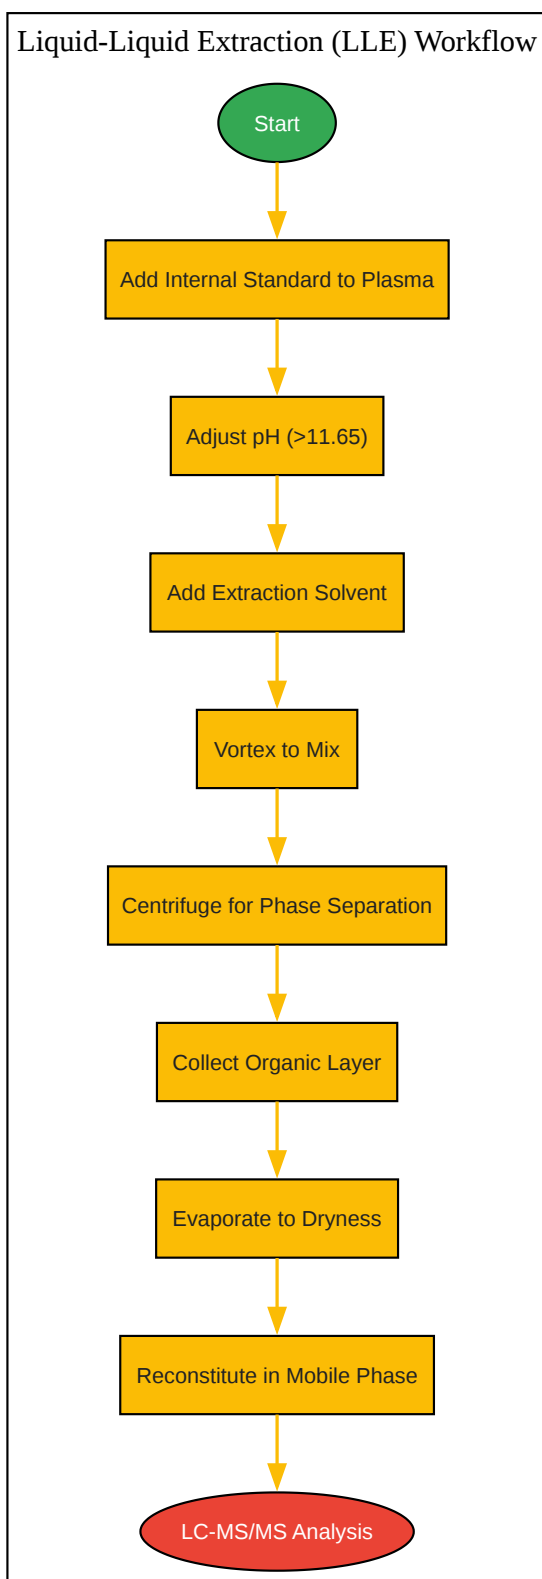 Liquid-Liquid Extraction (LLE) Workflow
Start
Add Internal Standard to Plasma
Adjust pH (>11.65)
Add Extraction Solvent
Vortex to Mix
Centrifuge for Phase Separation
Collect Organic Layer
Evaporate to Dryness
Reconstitute in Mobile Phase
LC-MS/MS Analysis